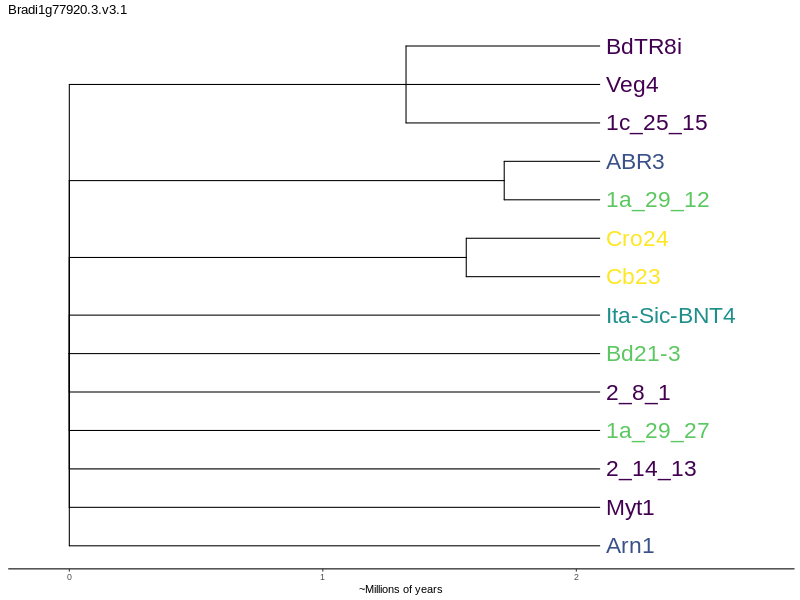 Bradi1g77920.3.v3.1
BdTR8i
Veg4
1c_25_15
ABR3
1a_29_12
Cro24
Cb23
Ita-Sic-BNT4
Bd21-3
2_8_1
1a_29_27
2_14_13
Myt1
Arn1
0 1 2
~Millions of years